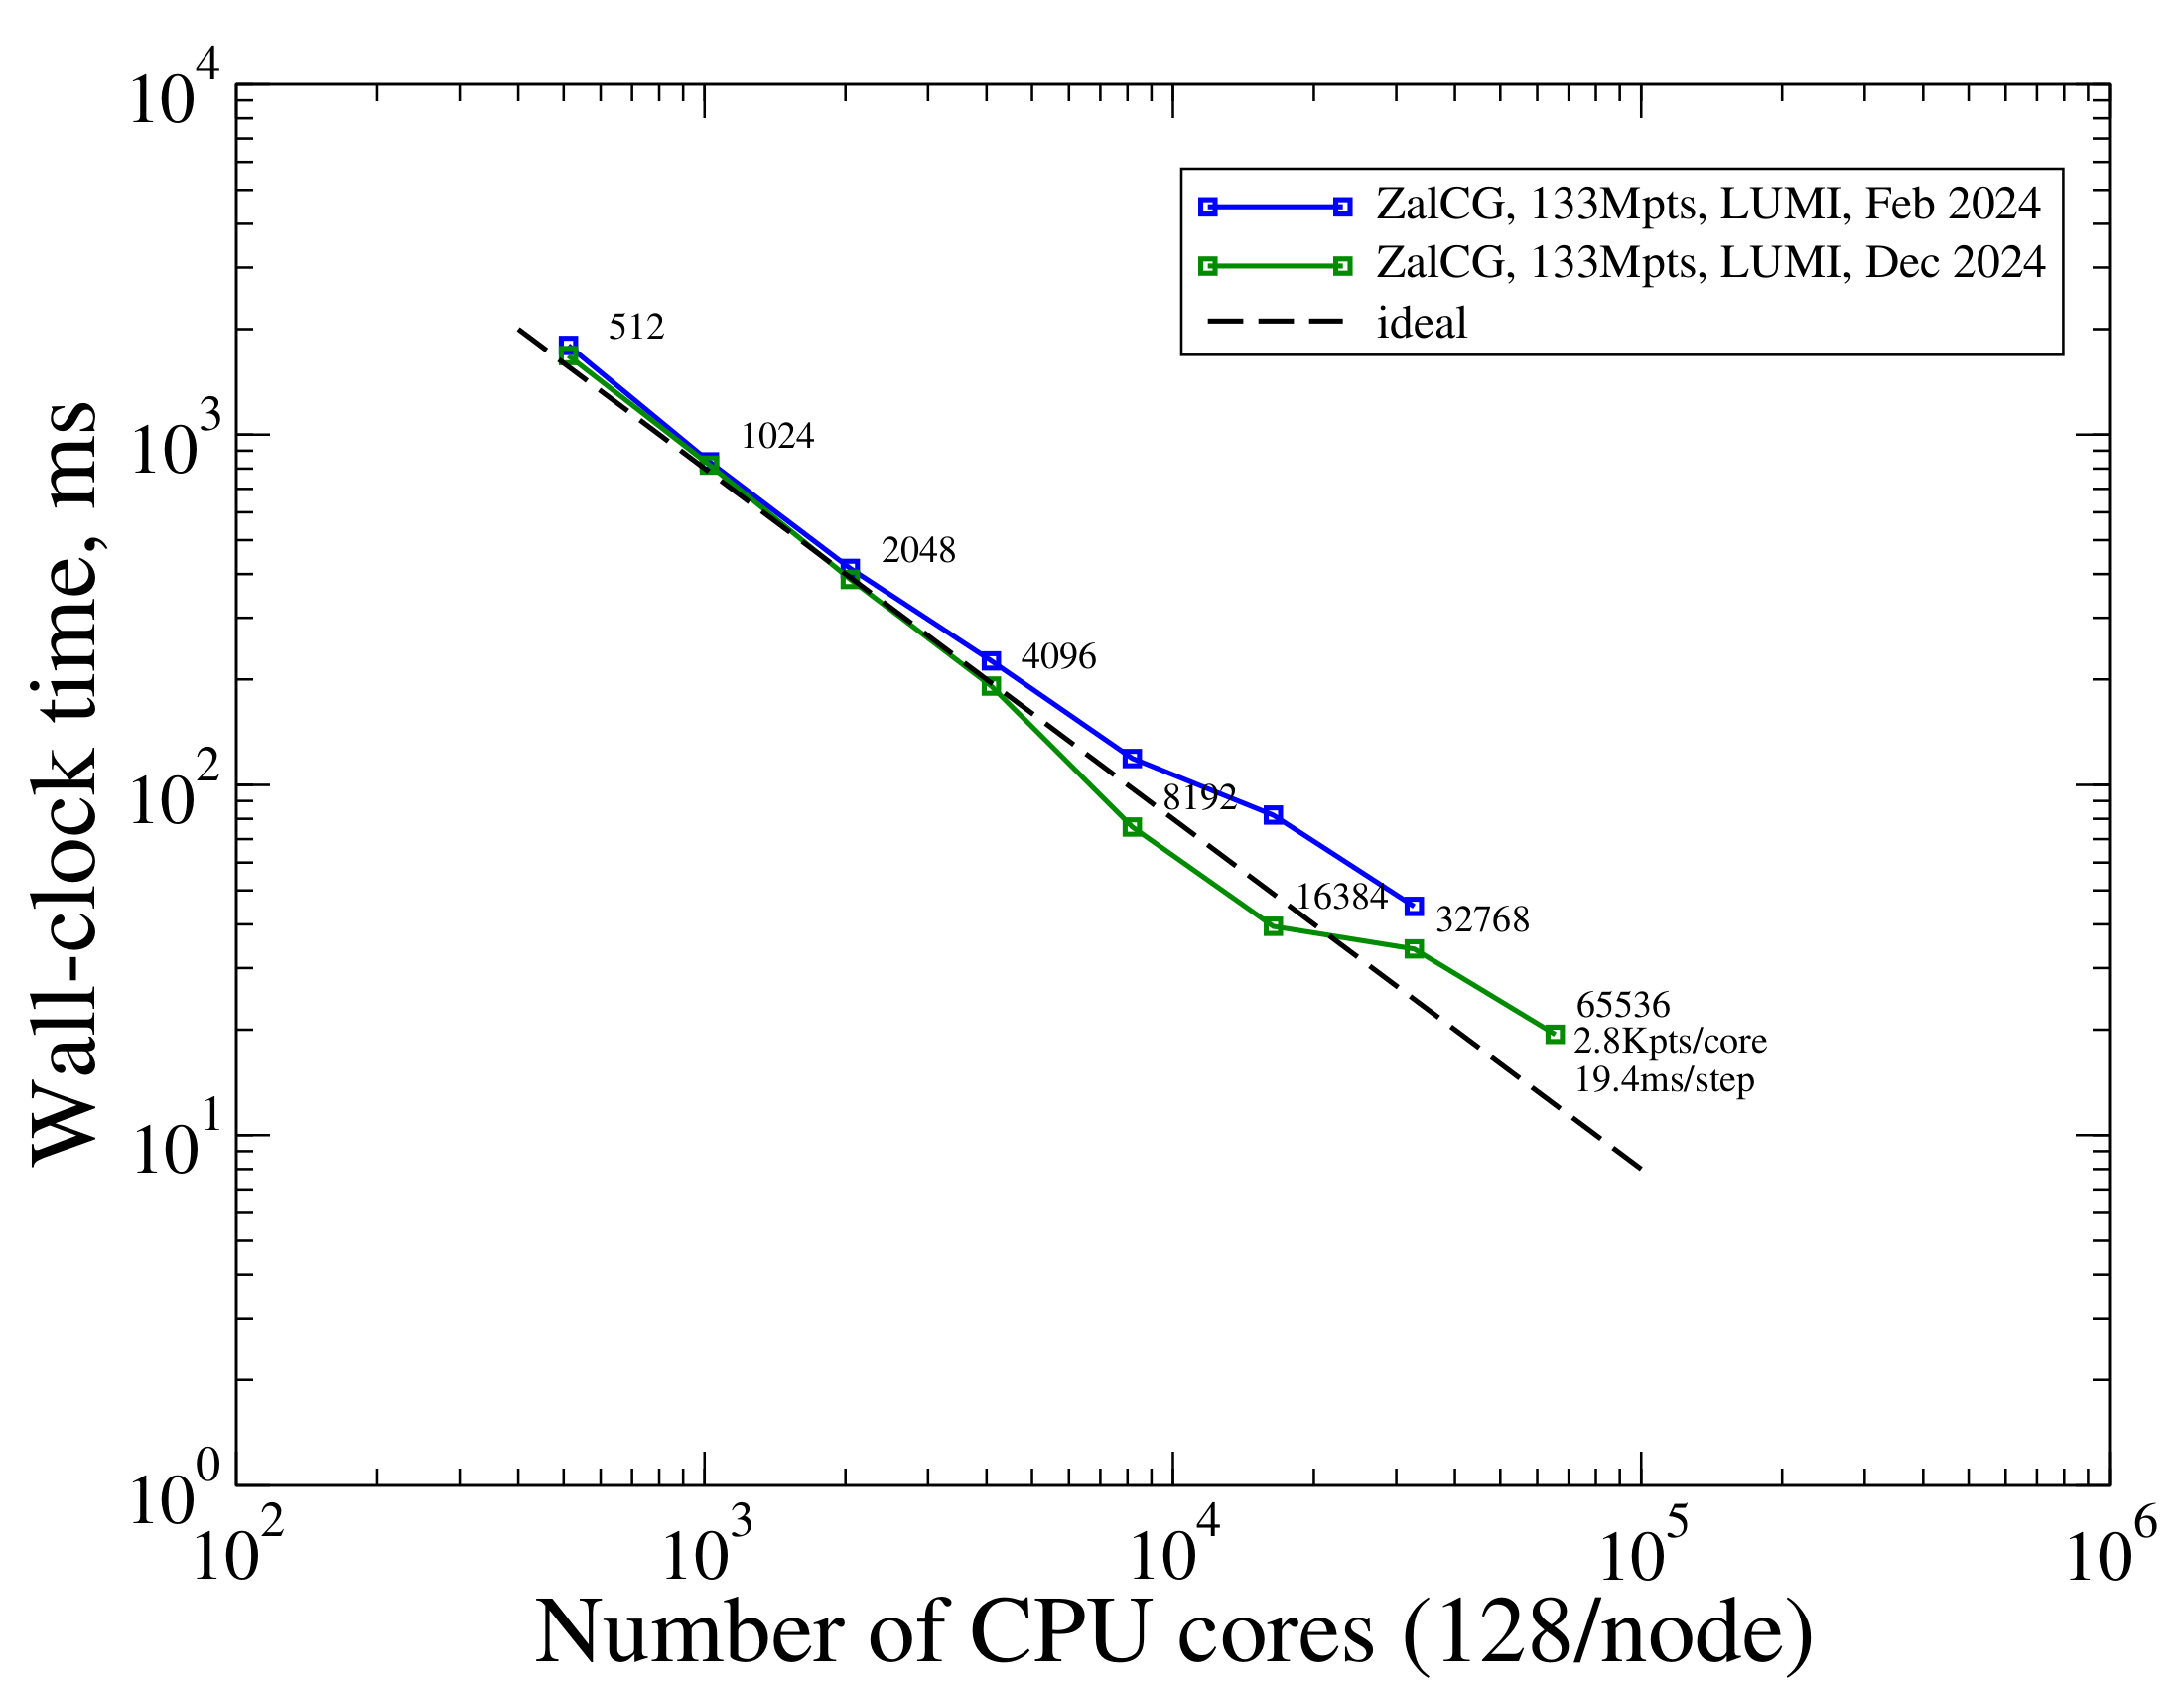 10^4
10^3
10^2
10^1
10^0
Wall-clock time, ms
ZalCG, 133Mpts, LUMI, Feb 2024
ZalCG, 133Mpts, LUMI, Dec 2024
ideal
512
1024
2048
4096
8192
16384
32768
65536
2.8Kpts/core
19.4ms/step
10^2
10^3
10^4
10^5
10^6
Number of CPU cores (128/node)